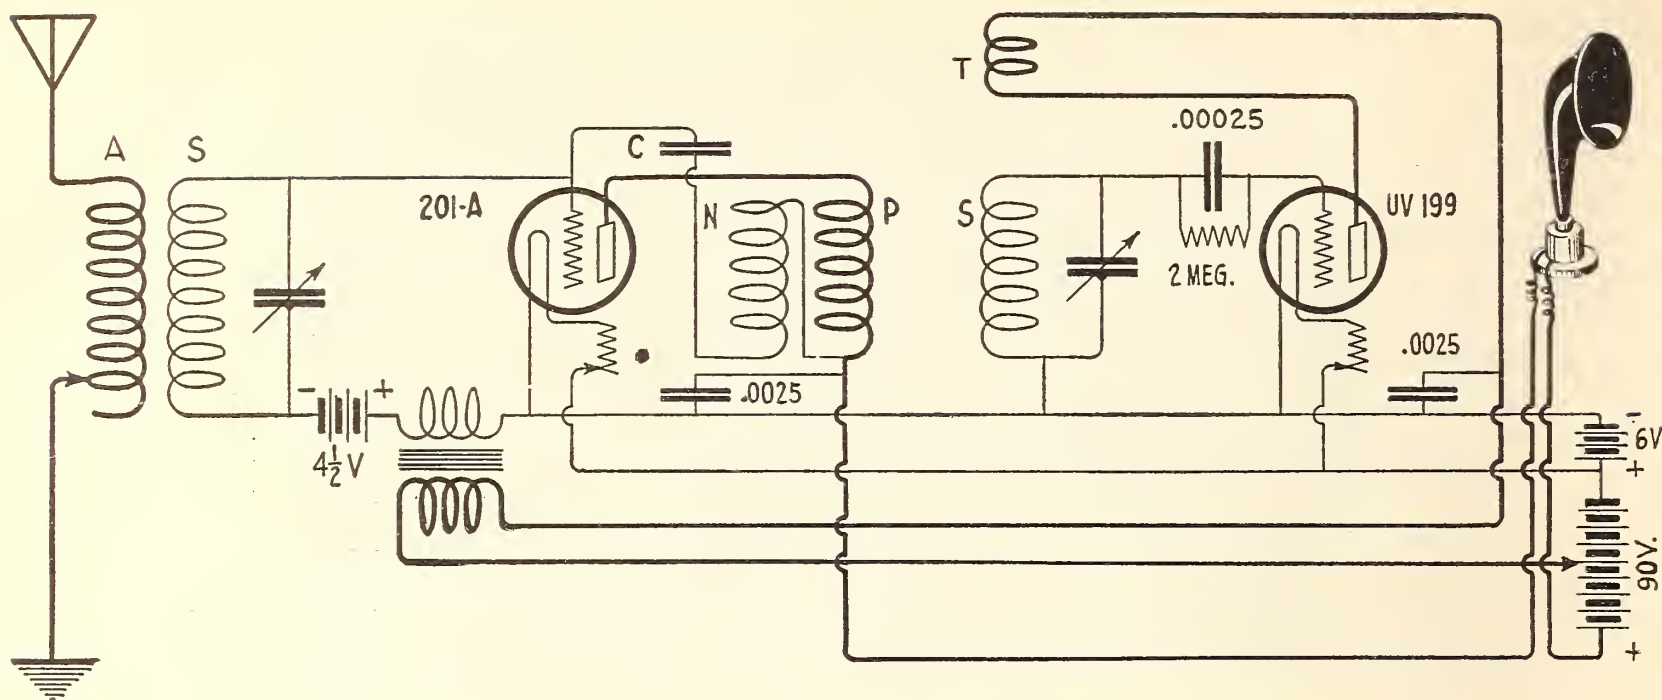 T
.00025
C
A S
201-A
N
P
S
UV 199
2 MEG.
.0025
- +
.0025
-
6V
4½V
+
90V.
+